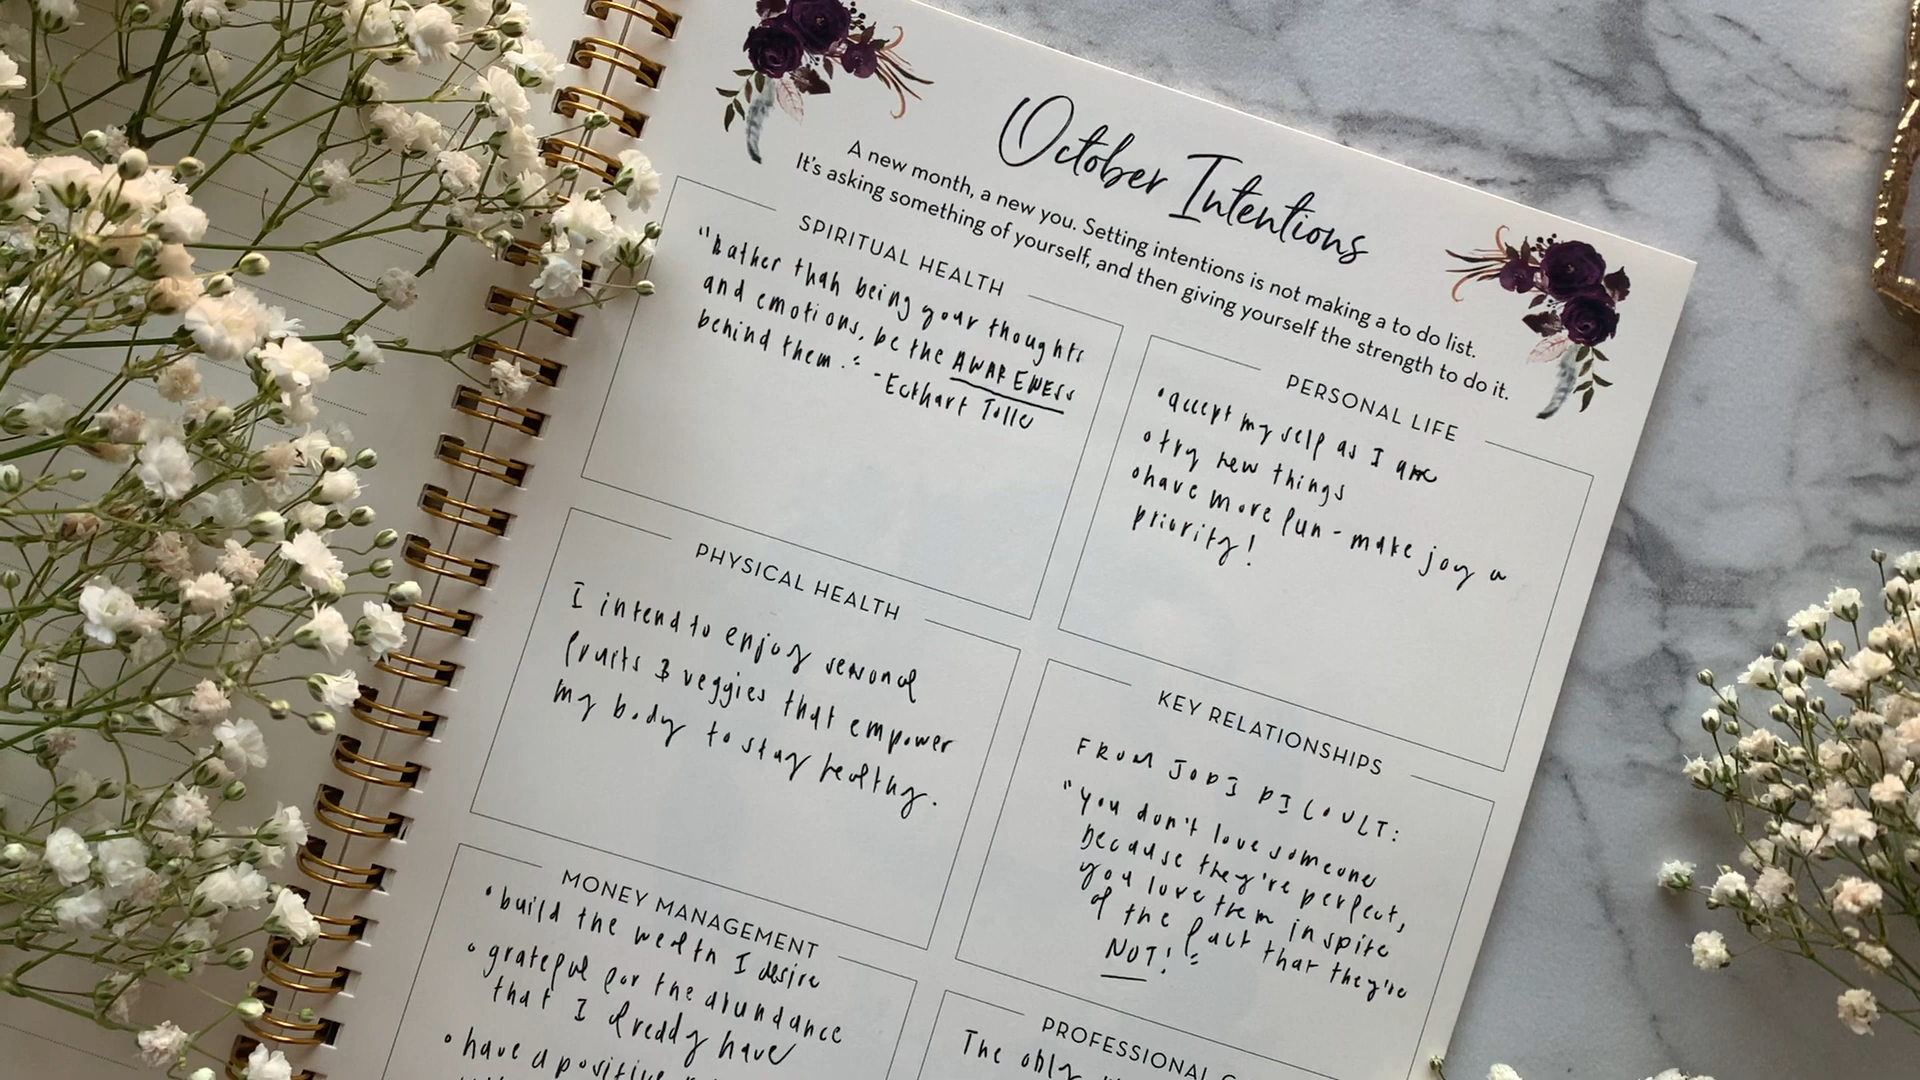 October Intentions
A new month, a new you. Setting intentions is not making a to do list.
It's asking something of yourself, and then giving yourself the strength to do it.
SPIRITUAL HEALTH
"Rather than being your thoughts
and emotions, be the AWARENESS
behind them." -Eckhart Tolle
PERSONAL LIFE
• accept my self as I am
• try new things
• have more fun - make joy a
priority!
PHYSICAL HEALTH
I intend to enjoy seasonal
fruits & veggies that empower
my body to stay healthy.
KEY RELATIONSHIPS
FROM JODI PICOULT:
"you don't love someone
because they're perfect,
you love them in spite
of the fact that they're
NOT!"
MONEY MANAGEMENT
• build the wealth I desire
• grateful for the abundance
that I already have
• have a positive
PROFESSIONAL
The only